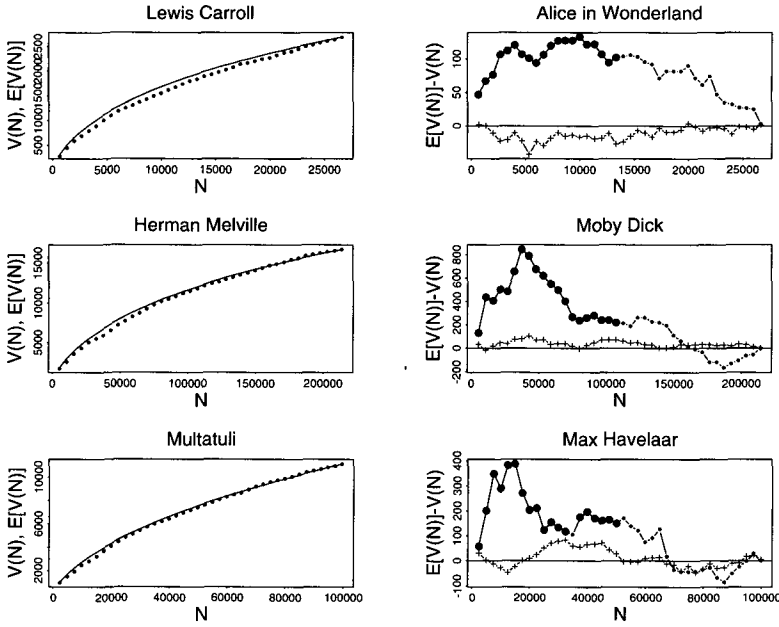 Lewis Carroll
V(N), E[V(N)]
500 1000 1500 2000 2500
0 5000 10000 15000 20000 25000
N
Alice in Wonderland
E[V(N)]-V(N)
0 50 100
0 5000 10000 15000 20000 25000
N
Herman Melville
V(N), E[V(N)]
5000 10000 15000
0 50000 100000 150000 200000
N
Moby Dick
E[V(N)]-V(N)
-200 0 200 400 600 800
0 50000 100000 150000 200000
N
Multatuli
V(N), E[V(N)]
2000 6000 10000
0 20000 40000 60000 80000 100000
N
Max Havelaar
E[V(N)]-V(N)
-100 0 100 200 300 400
0 20000 40000 60000 80000 100000
N